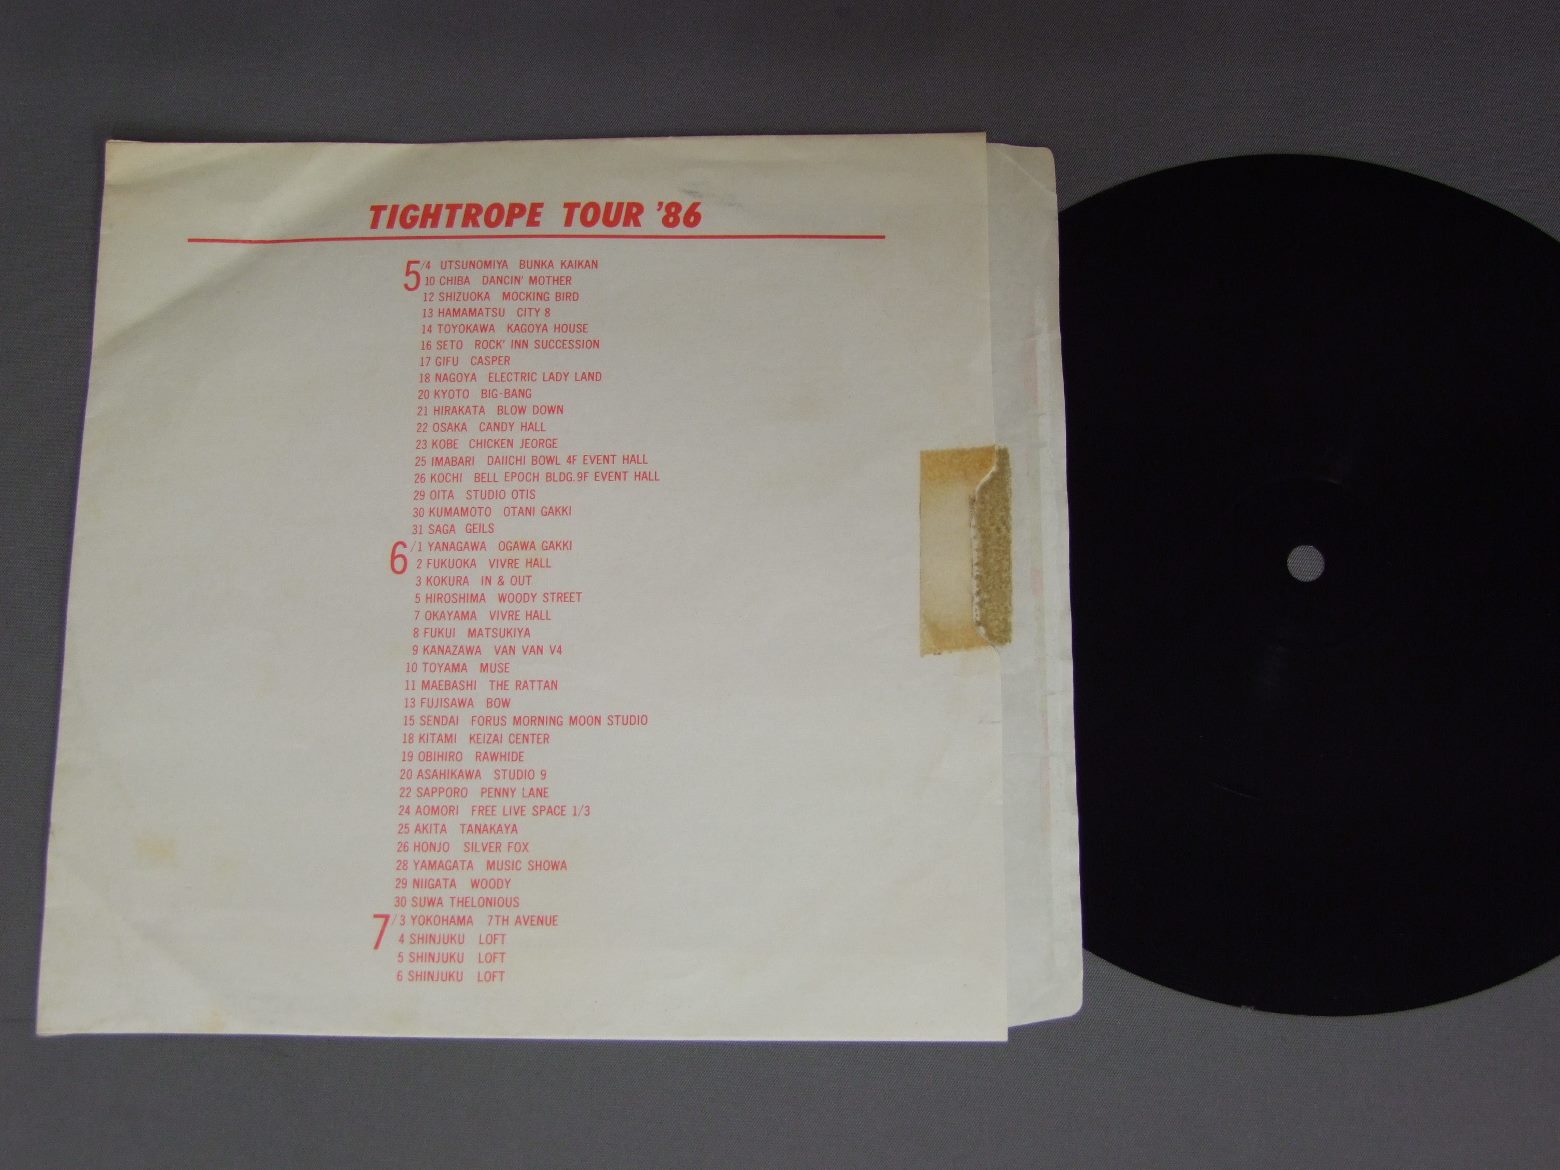 TIGHTROPE TOUR '86
5/4 UTSUNOMIYA BUNKA KAIKAN
10 CHIBA DANCIN' MOTHER
12 SHIZUOKA MOCKING BIRD
13 HAMAMATSU CITY 8
14 TOYOKAWA KAGOYA HOUSE
16 SETO ROCK' INN SUCCESSION
17 GIFU CASPER
18 NAGOYA ELECTRIC LADY LAND
20 KYOTO BIG-BANG
21 HIRAKATA BLOW DOWN
22 OSAKA CANDY HALL
23 KOBE CHICKEN JEORGE
25 IMABARI DAIICHI BOWL 4F EVENT HALL
26 KOCHI BELL EPOCH BLDG.9F EVENT HALL
29 OITA STUDIO OTIS
30 KUMAMOTO OTANI GAKKI
31 SAGA GEILS
6/1 YANAGAWA OGAWA GAKKI
2 FUKUOKA VIVRE HALL
3 KOKURA IN & OUT
5 HIROSHIMA WOODY STREET
7 OKAYAMA VIVRE HALL
8 FUKUI MATSUKIYA
9 KANAZAWA VAN VAN V4
10 TOYAMA MUSE
11 MAEBASHI THE RATTAN
13 FUJISAWA BOW
15 SENDAI FORUS MORNING MOON STUDIO
18 KITAMI KEIZAI CENTER
19 OBIHIRO RAWHIDE
20 ASAHIKAWA STUDIO 9
22 SAPPORO PENNY LANE
24 AOMORI FREE LIVE SPACE 1/3
25 AKITA TANAKAYA
26 HONJO SILVER FOX
28 YAMAGATA MUSIC SHOWA
29 NIIGATA WOODY
30 SUWA THELONIOUS
7/3 YOKOHAMA 7TH AVENUE
4 SHINJUKU LOFT
5 SHINJUKU LOFT
6 SHINJUKU LOFT